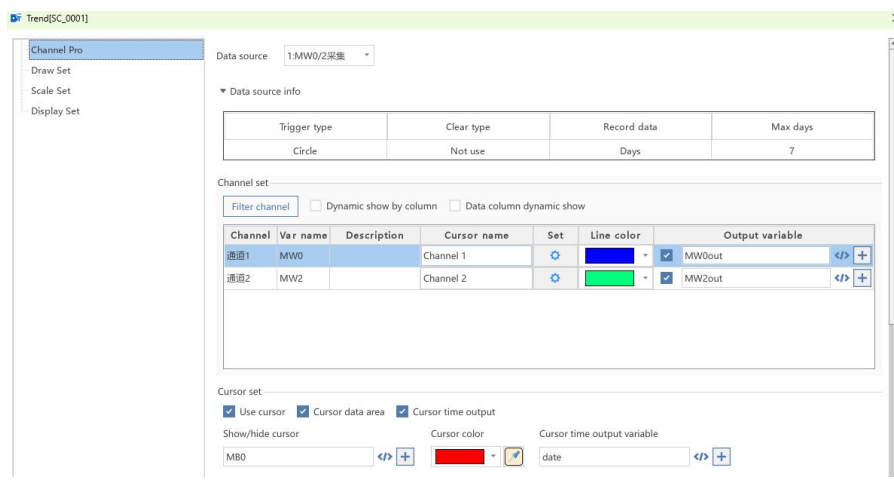 Trend[SC_0001]
Channel Pro
Draw Set
Scale Set
Display Set
Data source 1:MW0/2采集
Data source info
Trigger type Clear type Record data Max days
Circle Not use Days 7
Channel set
Filter channel Dynamic show by column Data column dynamic show
Channel Var name Description Cursor name Set Line color Output variable
通道1 MW0 Channel 1 MW0out </> +
通道2 MW2 Channel 2 MW2out </> +
Cursor set
Use cursor Cursor data area Cursor time output
Show/hide cursor Cursor color Cursor time output variable
MB0 </> + date </> +